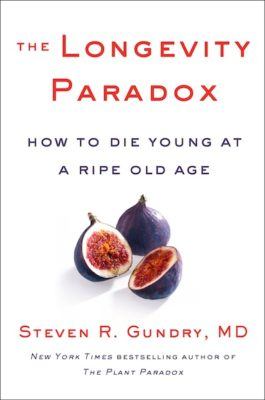 THE LONGEVITY
PARADOX
HOW TO DIE YOUNG AT
A RIPE OLD AGE
STEVEN R. GUNDRY, MD
NEW YORK TIMES BESTSELLING AUTHOR OF
THE PLANT PARADOX